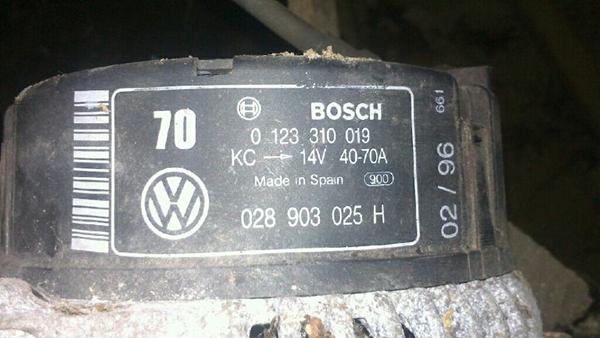 70
BOSCH
0 123 310 019
KC → 14V 40-70A
Made in Spain 900
028 903 025 H
02 / 96
661